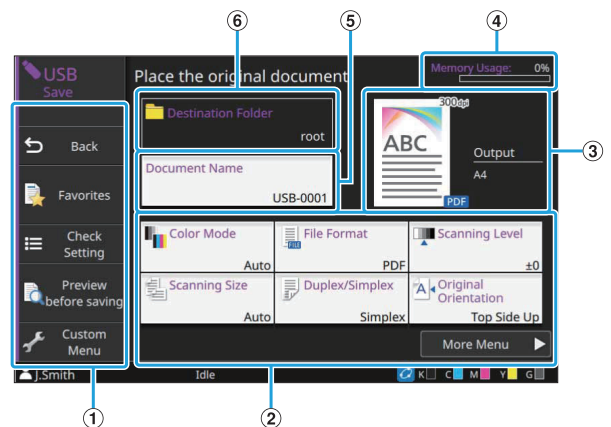 ⑥
⑤
④
USB
Save
Place the original document
Memory Usage: 0%
Destination Folder
root
300dpi
ABC
PDF
Output
A4
③
Back
Document Name
USB-0001
Favorites
Check
Setting
Color Mode
Auto
File Format
FILE
PDF
Scanning Level
±0
Preview
before saving
Scanning Size
Auto
Duplex/Simplex
Simplex
A
Original
Orientation
Top Side Up
Custom
Menu
More Menu
J.Smith
Idle
K C M Y G
①
②